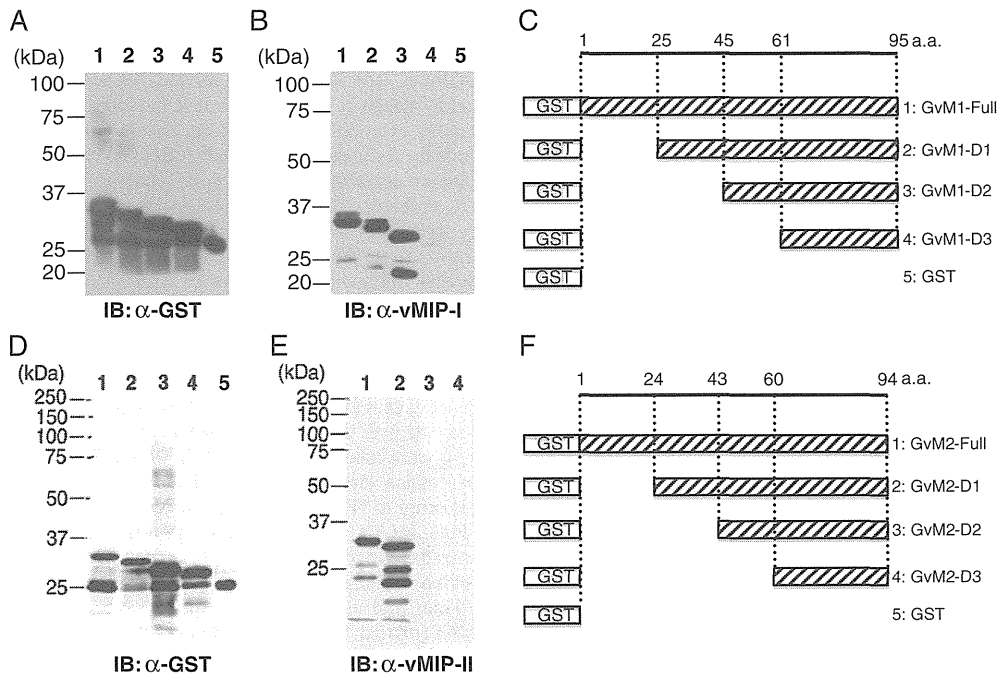 A
(kDa) 1 2 3 4 5
100
75
50
37
25
20
IB: α-GST
B
(kDa) 1 2 3 4 5
100
75
50
37
25
20
IB: α-vMIP-I
C
1 25 45 61 95 a.a.
GST 1: GvM1-Full
GST 2: GvM1-D1
GST 3: GvM1-D2
GST 4: GvM1-D3
GST 5: GST
D
(kDa) 1 2 3 4 5
250
150
100
75
50
37
25
IB: α-GST
E
(kDa) 1 2 3 4
250
150
100
75
50
37
25
IB: α-vMIP-II
F
1 24 43 60 94 a.a.
GST 1: GvM2-Full
GST 2: GvM2-D1
GST 3: GvM2-D2
GST 4: GvM2-D3
GST 5: GST